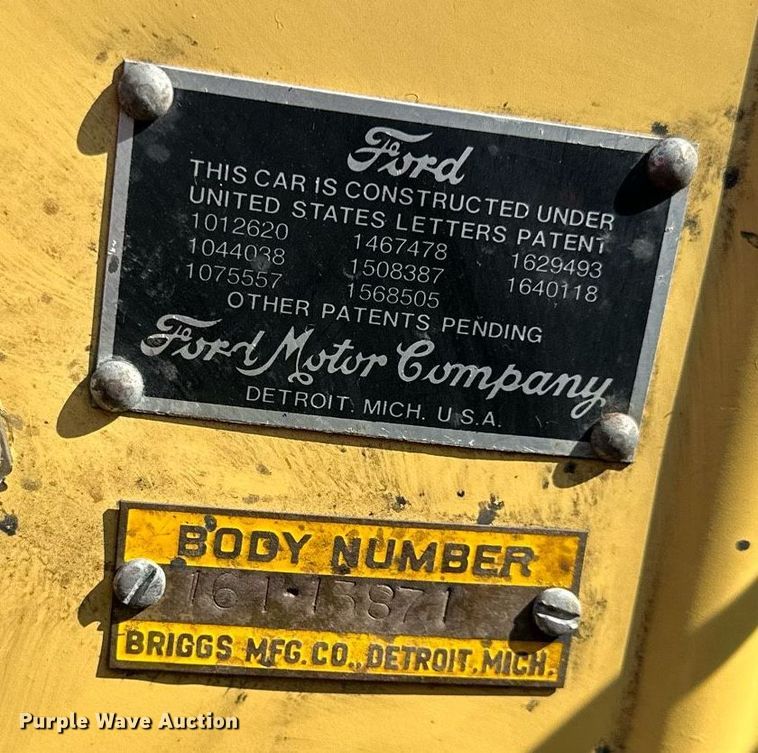 Ford
THIS CAR IS CONSTRUCTED UNDER
UNITED STATES LETTERS PATENT
1012620 1467478 1629493
1044038 1508387 1640118
1075557 1568505
OTHER PATENTS PENDING
Ford Motor Company
DETROIT. MICH. U.S.A.
BODY NUMBER
161-13871
BRIGGS MFG. CO., DETROIT, MICH.
Purple Wave Auction